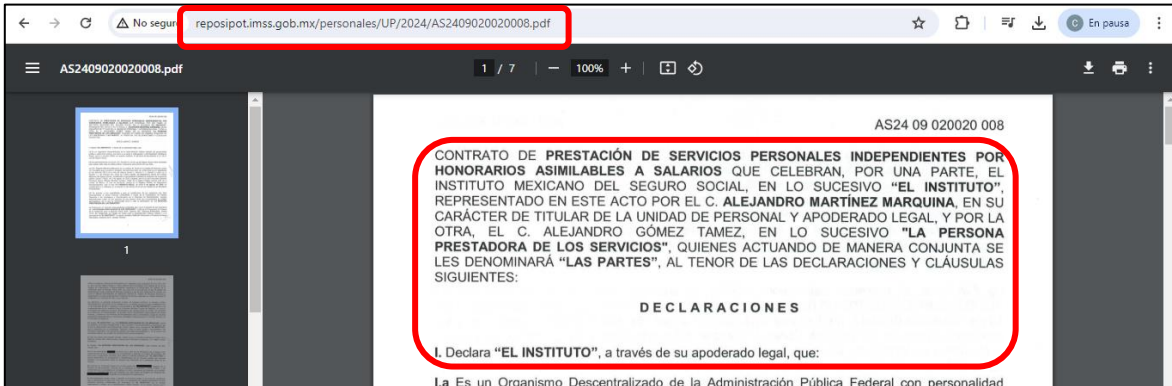 No segur reposipot.imss.gob.mx/personales/UP/2024/AS2409020020008.pdf
C En pausa
AS2409020020008.pdf
1 / 7 | − 100% + |
1
AS24 09 020020 008
CONTRATO DE PRESTACIÓN DE SERVICIOS PERSONALES INDEPENDIENTES POR
HONORARIOS ASIMILABLES A SALARIOS QUE CELEBRAN, POR UNA PARTE, EL
INSTITUTO MEXICANO DEL SEGURO SOCIAL, EN LO SUCESIVO “EL INSTITUTO”,
REPRESENTADO EN ESTE ACTO POR EL C. ALEJANDRO MARTÍNEZ MARQUINA, EN SU
CARÁCTER DE TITULAR DE LA UNIDAD DE PERSONAL Y APODERADO LEGAL, Y POR LA
OTRA, EL C. ALEJANDRO GÓMEZ TAMEZ, EN LO SUCESIVO "LA PERSONA
PRESTADORA DE LOS SERVICIOS", QUIENES ACTUANDO DE MANERA CONJUNTA SE
LES DENOMINARÁ “LAS PARTES”, AL TENOR DE LAS DECLARACIONES Y CLÁUSULAS
SIGUIENTES:
D E C L A R A C I O N E S
I. Declara “EL INSTITUTO”, a través de su apoderado legal, que:
I.a Es un Organismo Descentralizado de la Administración Pública Federal con personalidad